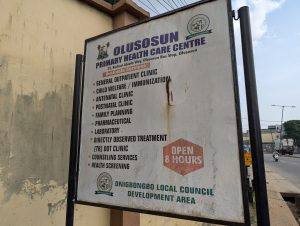 OLUSOSUN
PRIMARY HEALTH CARE CENTRE
GENERAL OUTPATIENT CLINIC
CHILD WELFARE / IMMUNIZATION
ANTENATAL CLINIC
POSTNATAL CLINIC
FAMILY PLANNING
PHARMACEUTICAL
LABORATORY
DIRECTLY OBSERVED TREATMENT
(TB) DOT CLINIC
COUNSELING SERVICES
HEALTH SCREENING
OPEN
8 HOURS
ONIGBONGBO LOCAL COUNCIL
DEVELOPMENT AREA